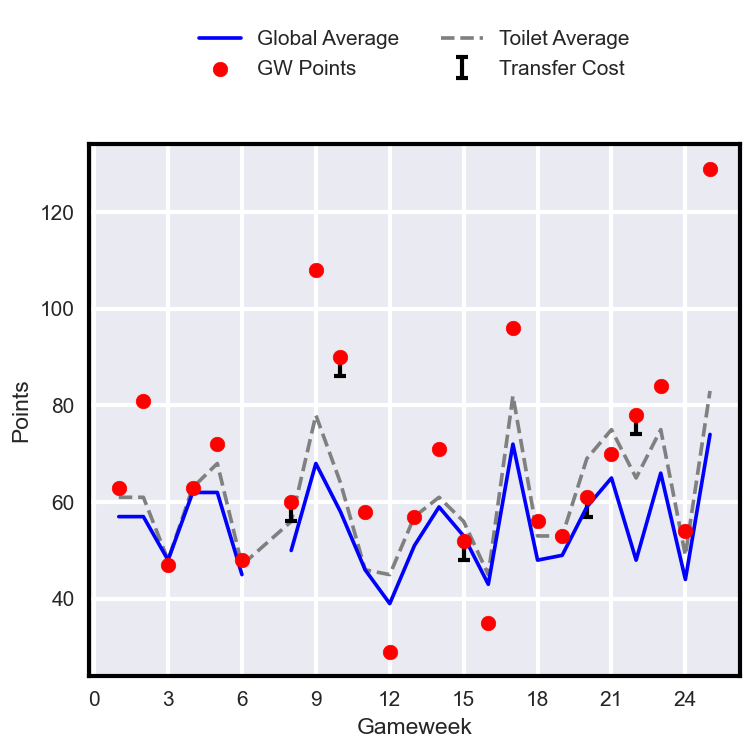 Global Average
Toilet Average
GW Points
Transfer Cost
120
100
80
60
40
Points
0 3 6 9 12 15 18 21 24
Gameweek